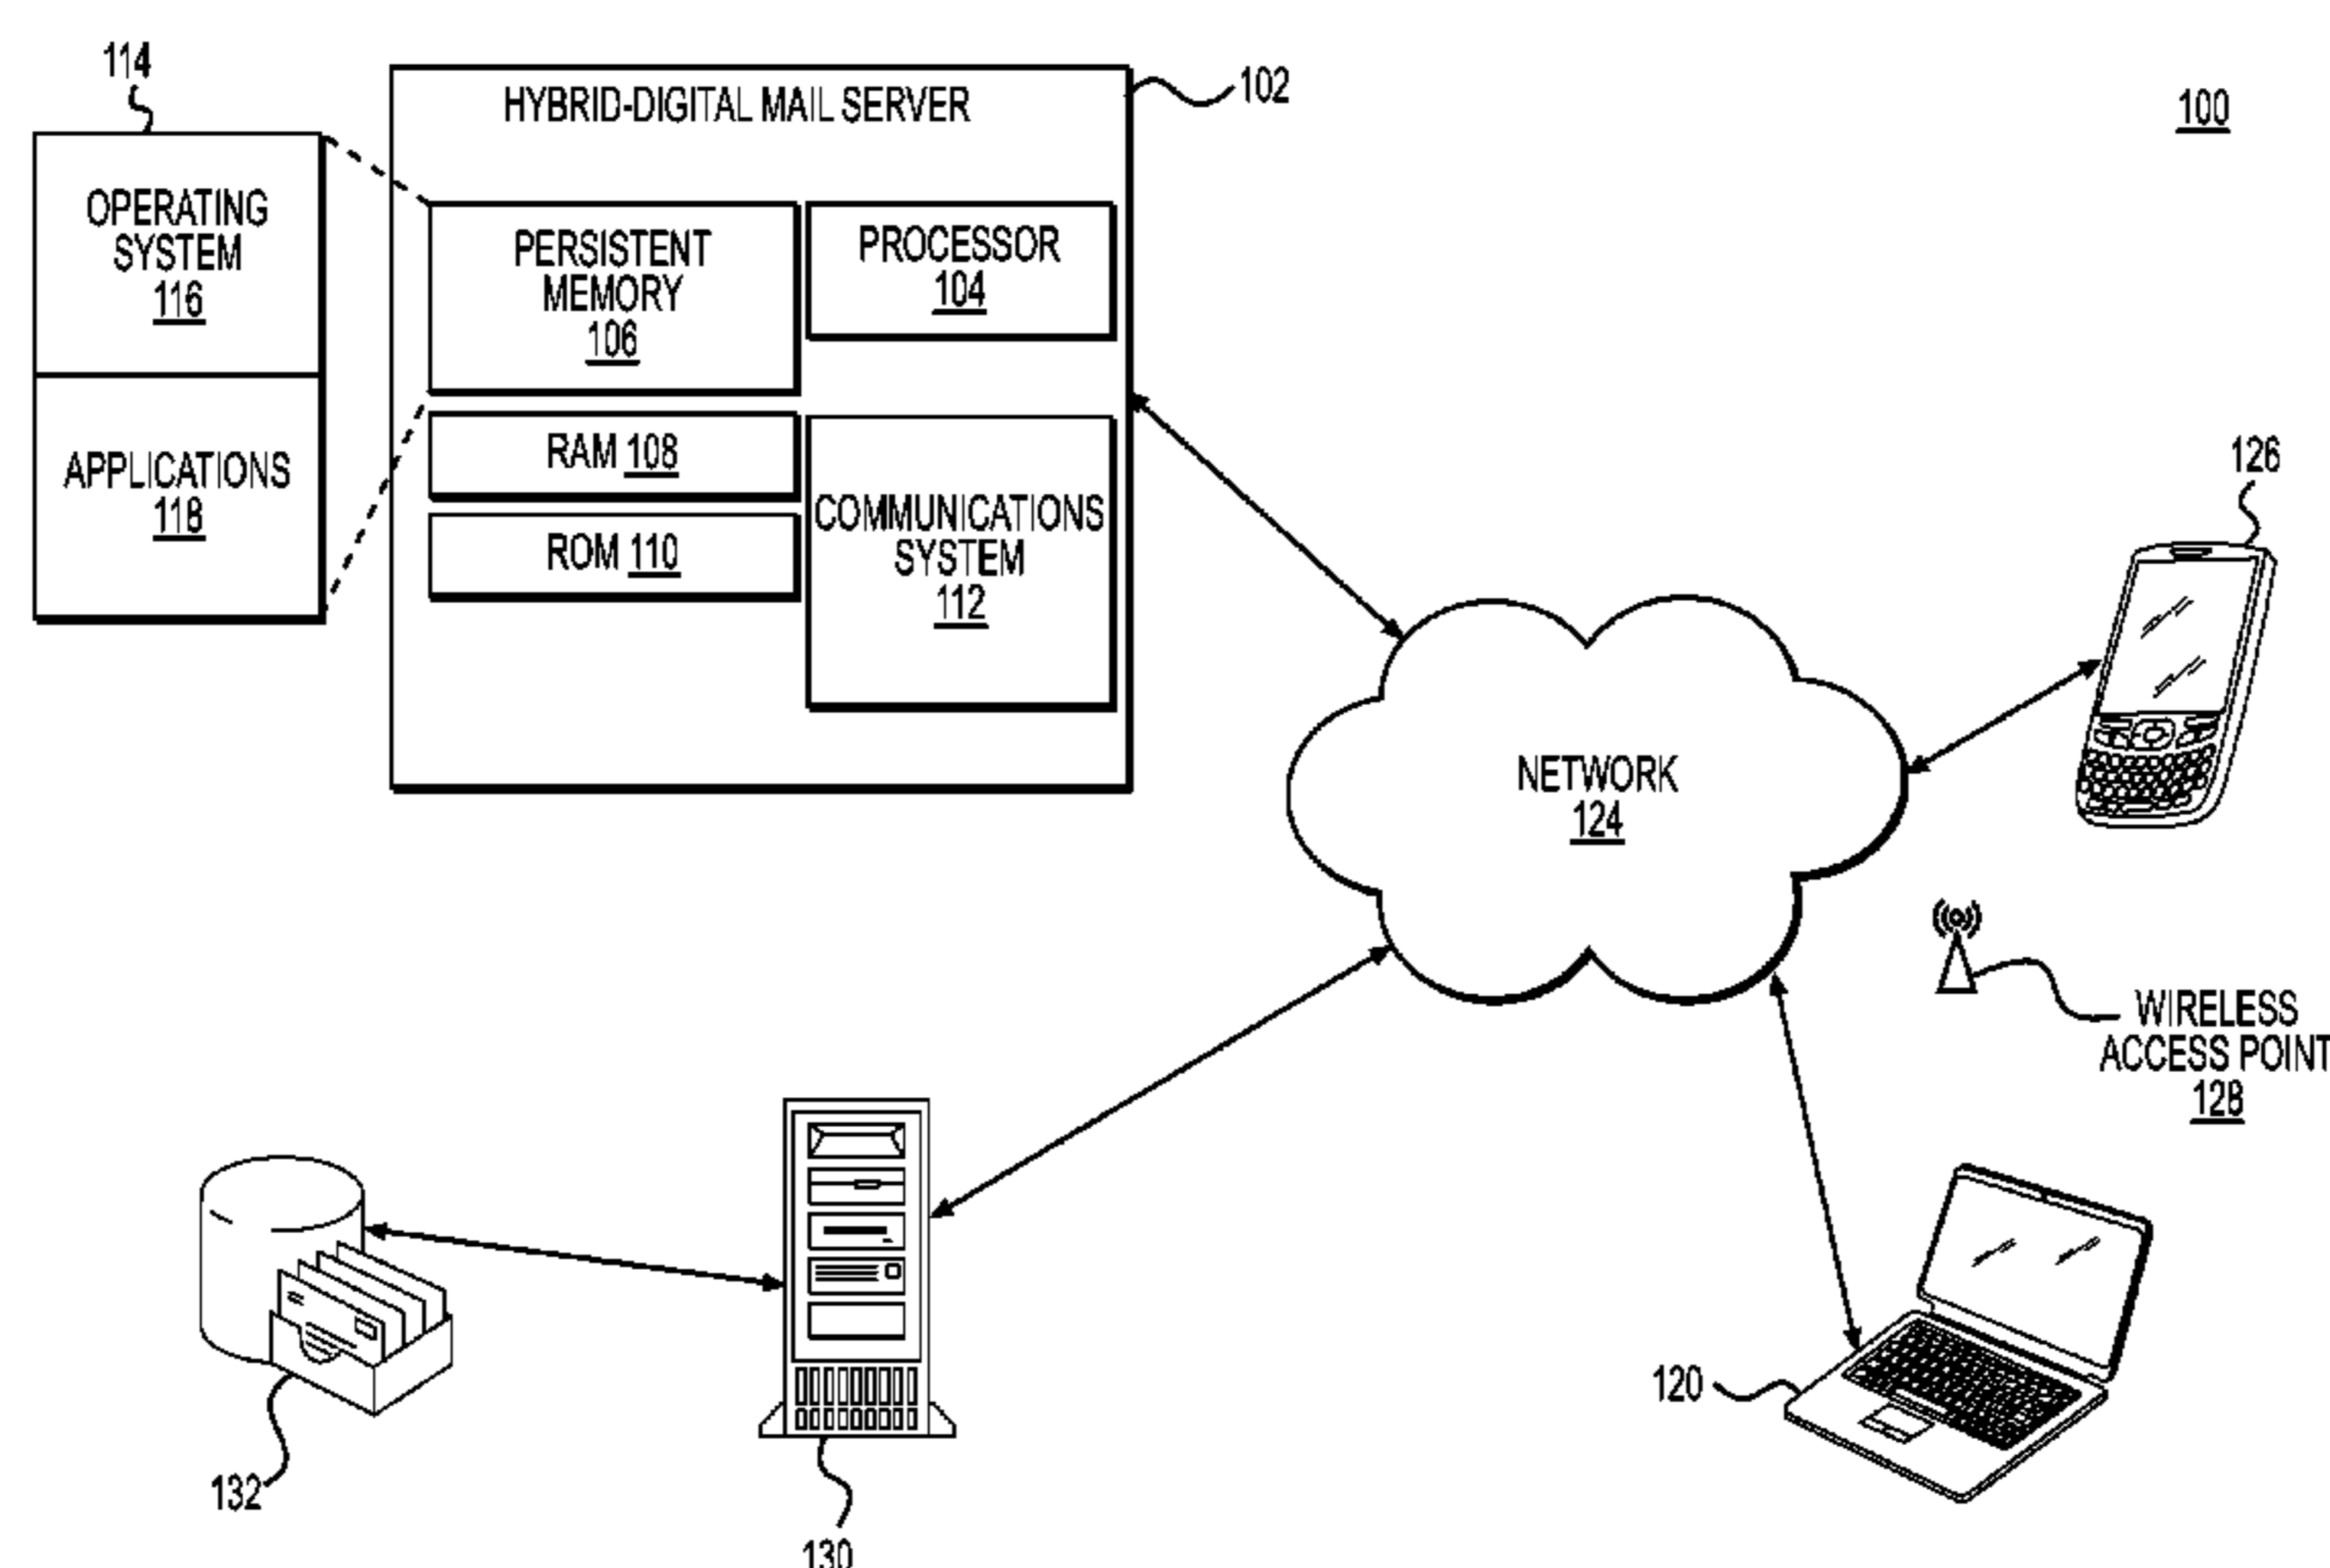 114
HYBRID-DIGITAL MAIL SERVER
102
100
OPERATING
SYSTEM
116
APPLICATIONS
118
PERSISTENT
MEMORY
106
PROCESSOR
104
RAM 108
ROM 110
COMMUNICATIONS
SYSTEM
112
126
NETWORK
124
WIRELESS
ACCESS POINT
128
120
132
130